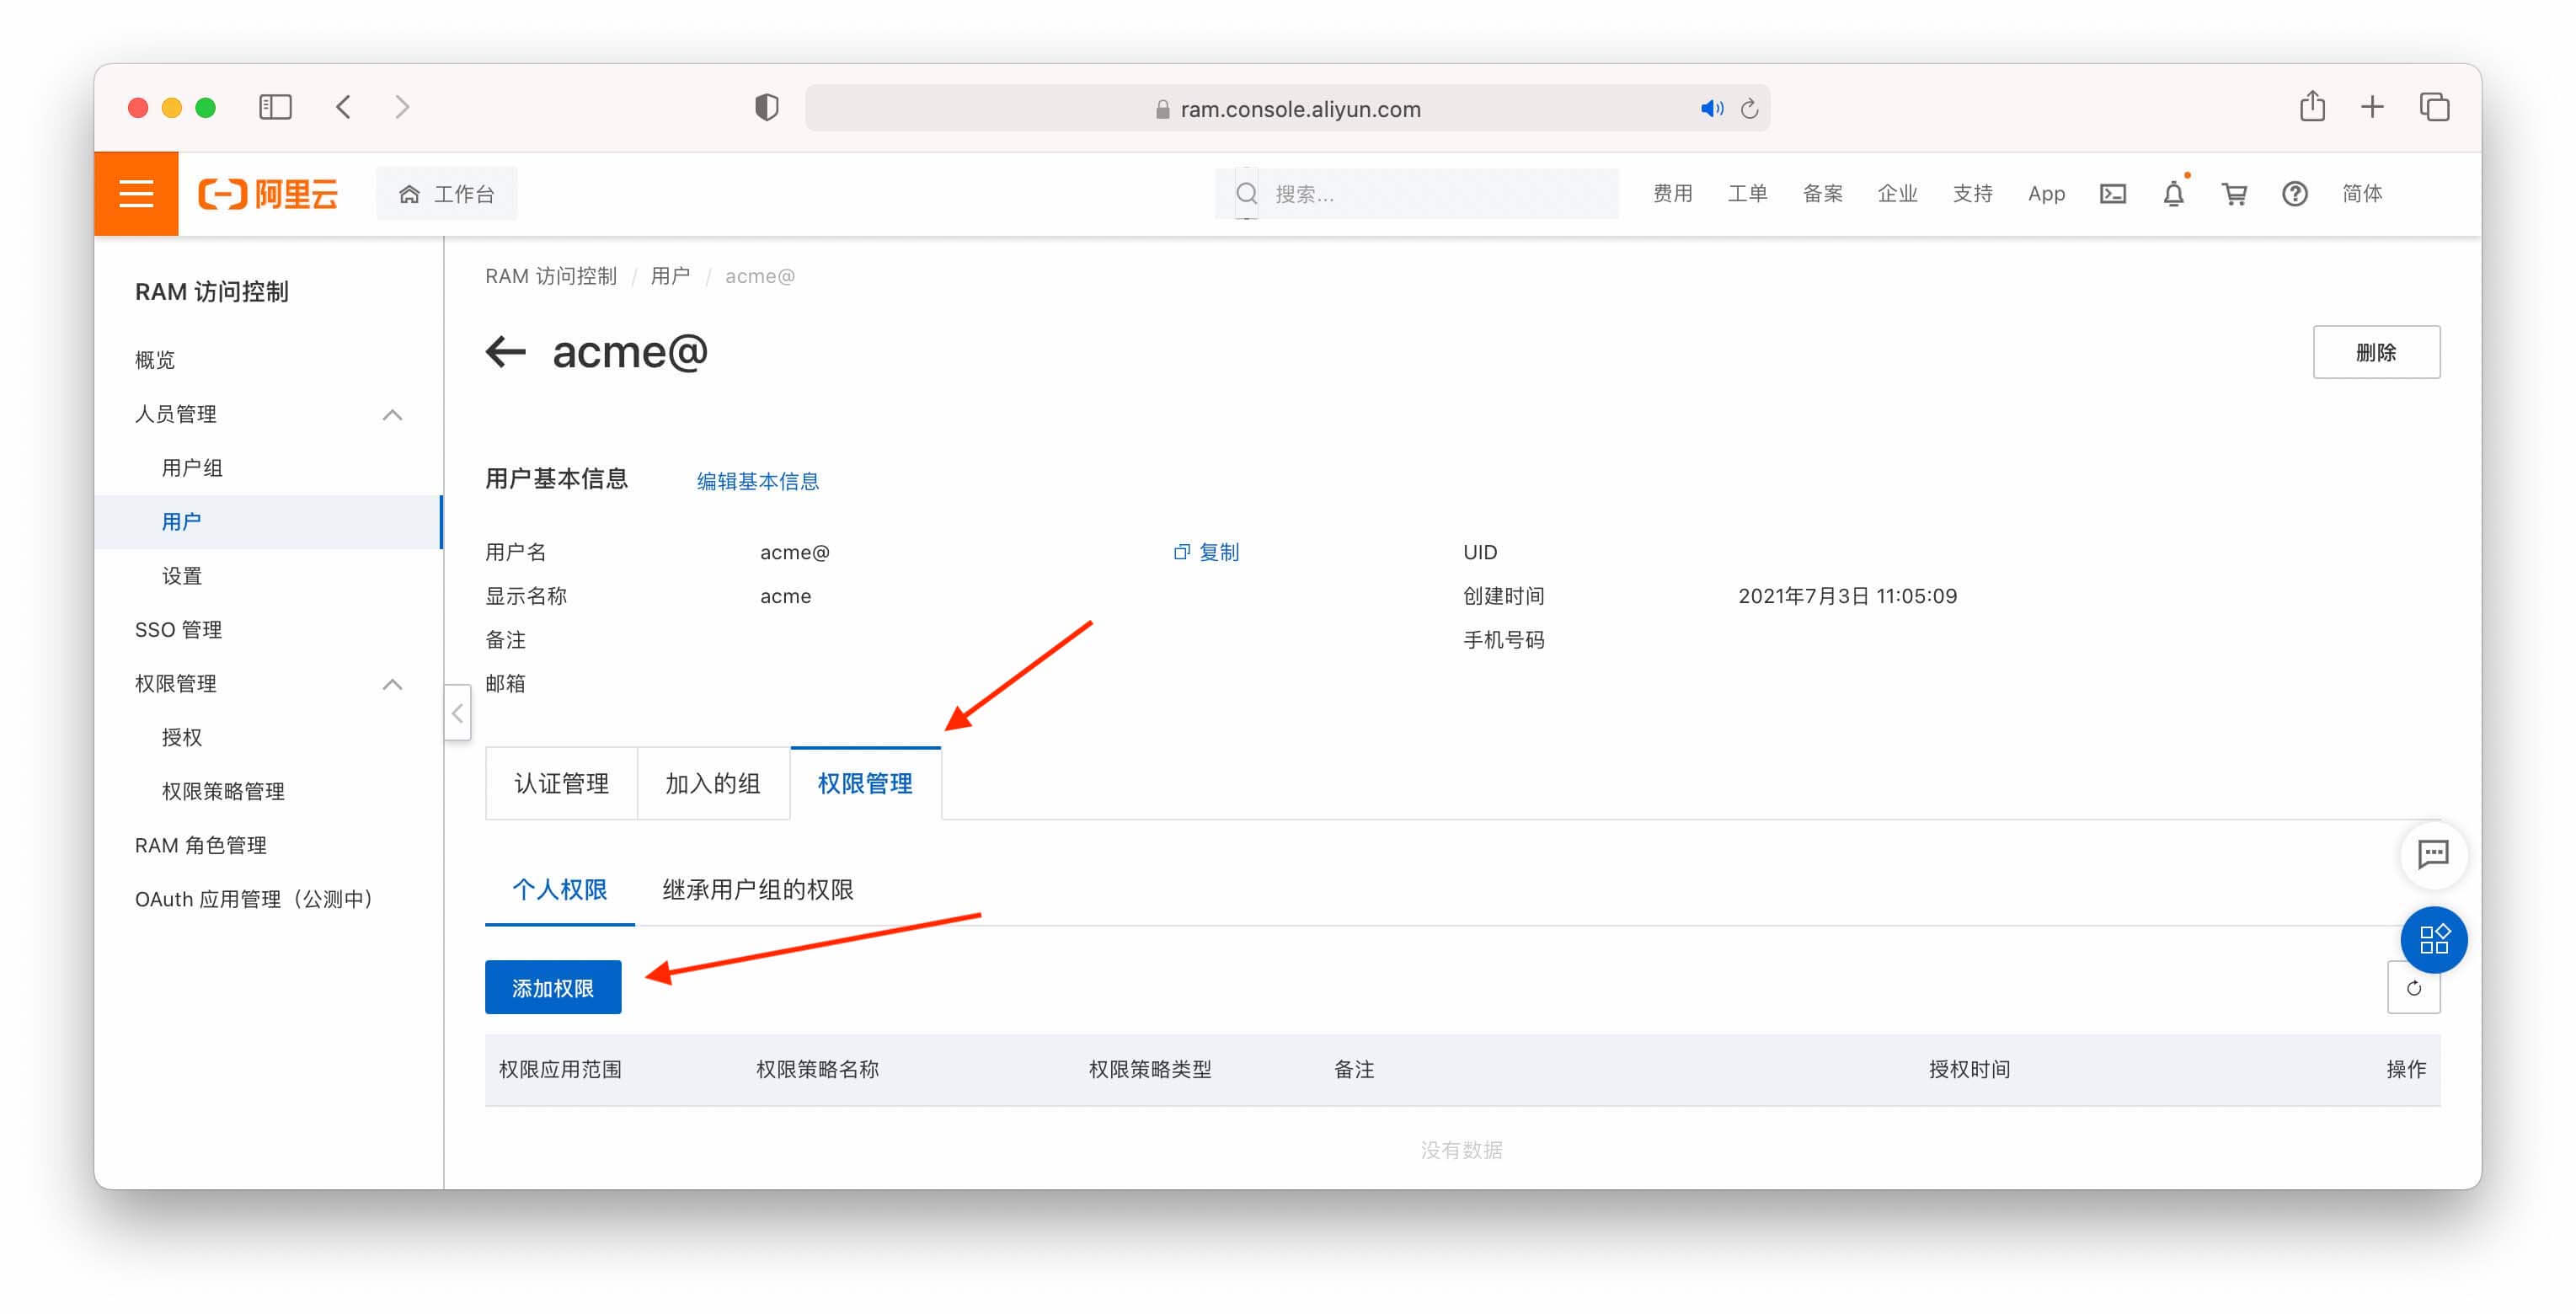 ram.console.aliyun.com
阿里云 工作台 搜索... 费用 工单 备案 企业 支持 App 简体
RAM 访问控制
概览
人员管理
用户组
用户
设置
SSO 管理
权限管理
授权
权限策略管理
RAM 角色管理
OAuth 应用管理（公测中）
RAM 访问控制 / 用户 / acme@
acme@ 删除
用户基本信息 编辑基本信息
用户名 acme@ 复制 UID
显示名称 acme 创建时间 2021年7月3日 11:05:09
备注 手机号码
邮箱
认证管理 加入的组 权限管理
个人权限 继承用户组的权限
添加权限
权限应用范围 权限策略名称 权限策略类型 备注 授权时间 操作
没有数据